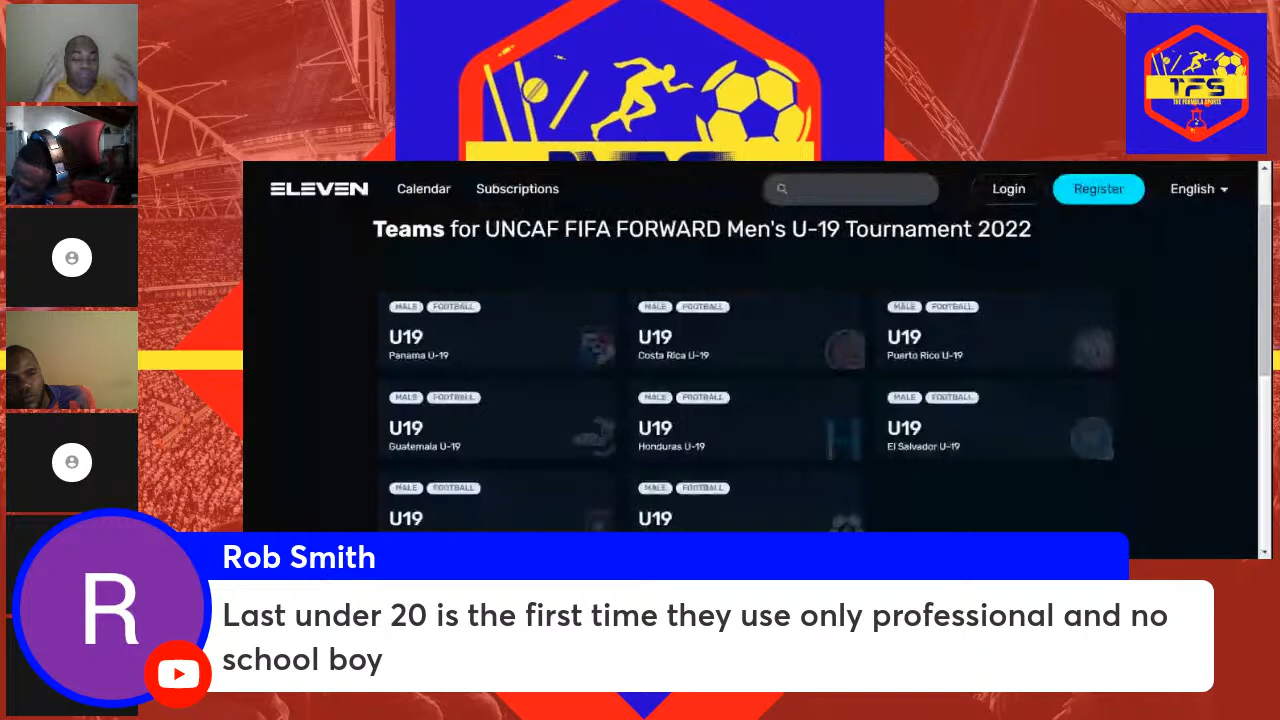 TFS
THE FORMULA SPORTS
ELEVEN
Calendar
Subscriptions
Login
Register
English
Teams for UNCAF FIFA FORWARD Men's U-19 Tournament 2022
MALE FOOTBALL
U19
Panama U-19
MALE FOOTBALL
U19
Costa Rica U-19
MALE FOOTBALL
U19
Puerto Rico U-19
MALE FOOTBALL
U19
Guatemala U-19
MALE FOOTBALL
U19
Honduras U-19
MALE FOOTBALL
U19
El Salvador U-19
MALE FOOTBALL
U19
MALE FOOTBALL
U19
R
Rob Smith
Last under 20 is the first time they use only professional and no
school boy